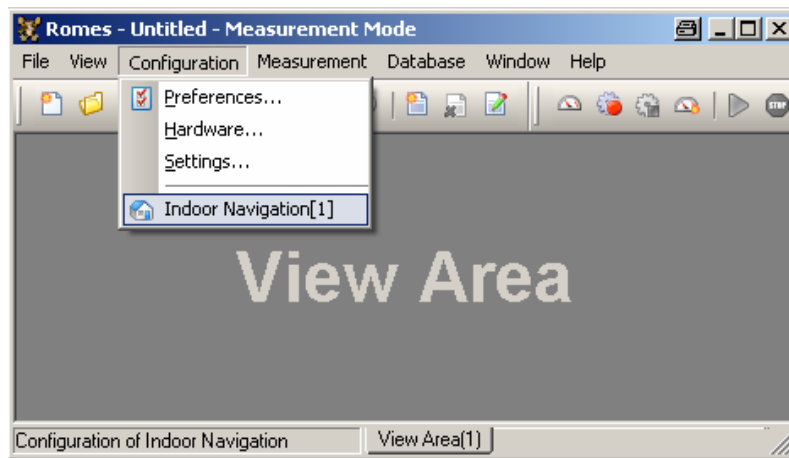 Romes - Untitled - Measurement Mode
File View Configuration Measurement Database Window Help
Preferences...
Hardware...
Settings...
Indoor Navigation[1]
STOP
View Area
Configuration of Indoor Navigation View Area(1)